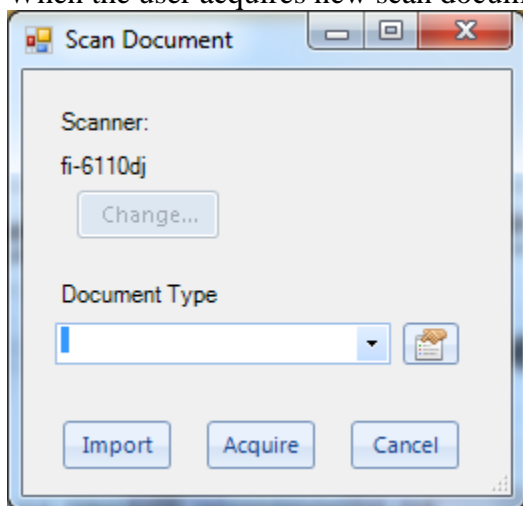 When the user acquires new scan docum
Scan Document
Scanner:
fi-6110dj
Change...
Document Type
Import Acquire Cancel